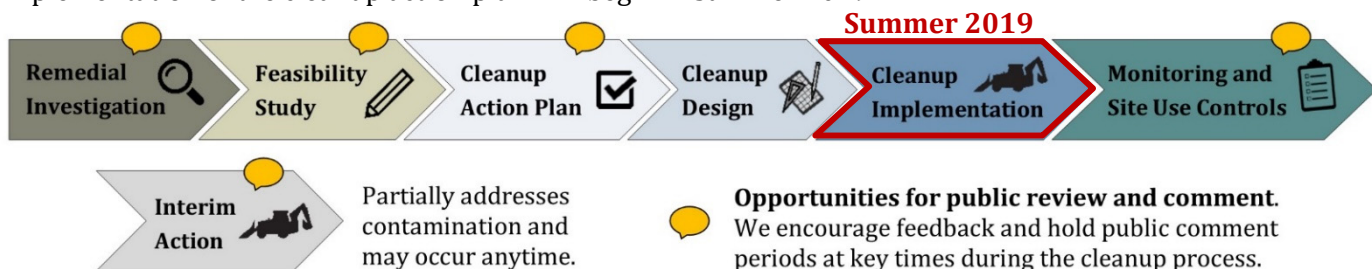 Summer 2019
Remedial
Investigation
Feasibility
Study
Cleanup
Action Plan
Cleanup
Design
Cleanup
Implementation
Monitoring and
Site Use Controls
Interim
Action
Partially addresses
contamination and
may occur anytime.
Opportunities for public review and comment.
We encourage feedback and hold public comment
periods at key times during the cleanup process.